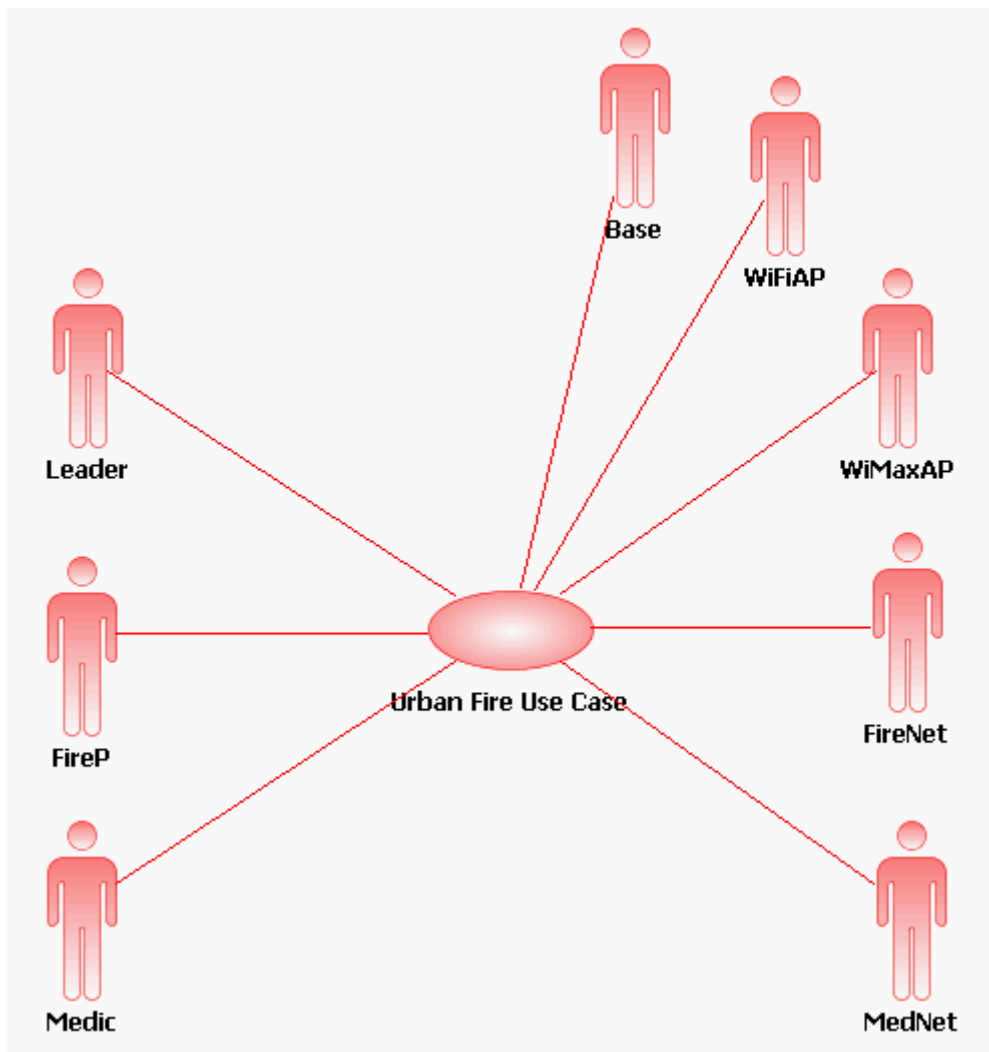 Base
WiFiAP
Leader
WiMaxAP
Urban Fire Use Case
FireP
FireNet
Medic
MedNet